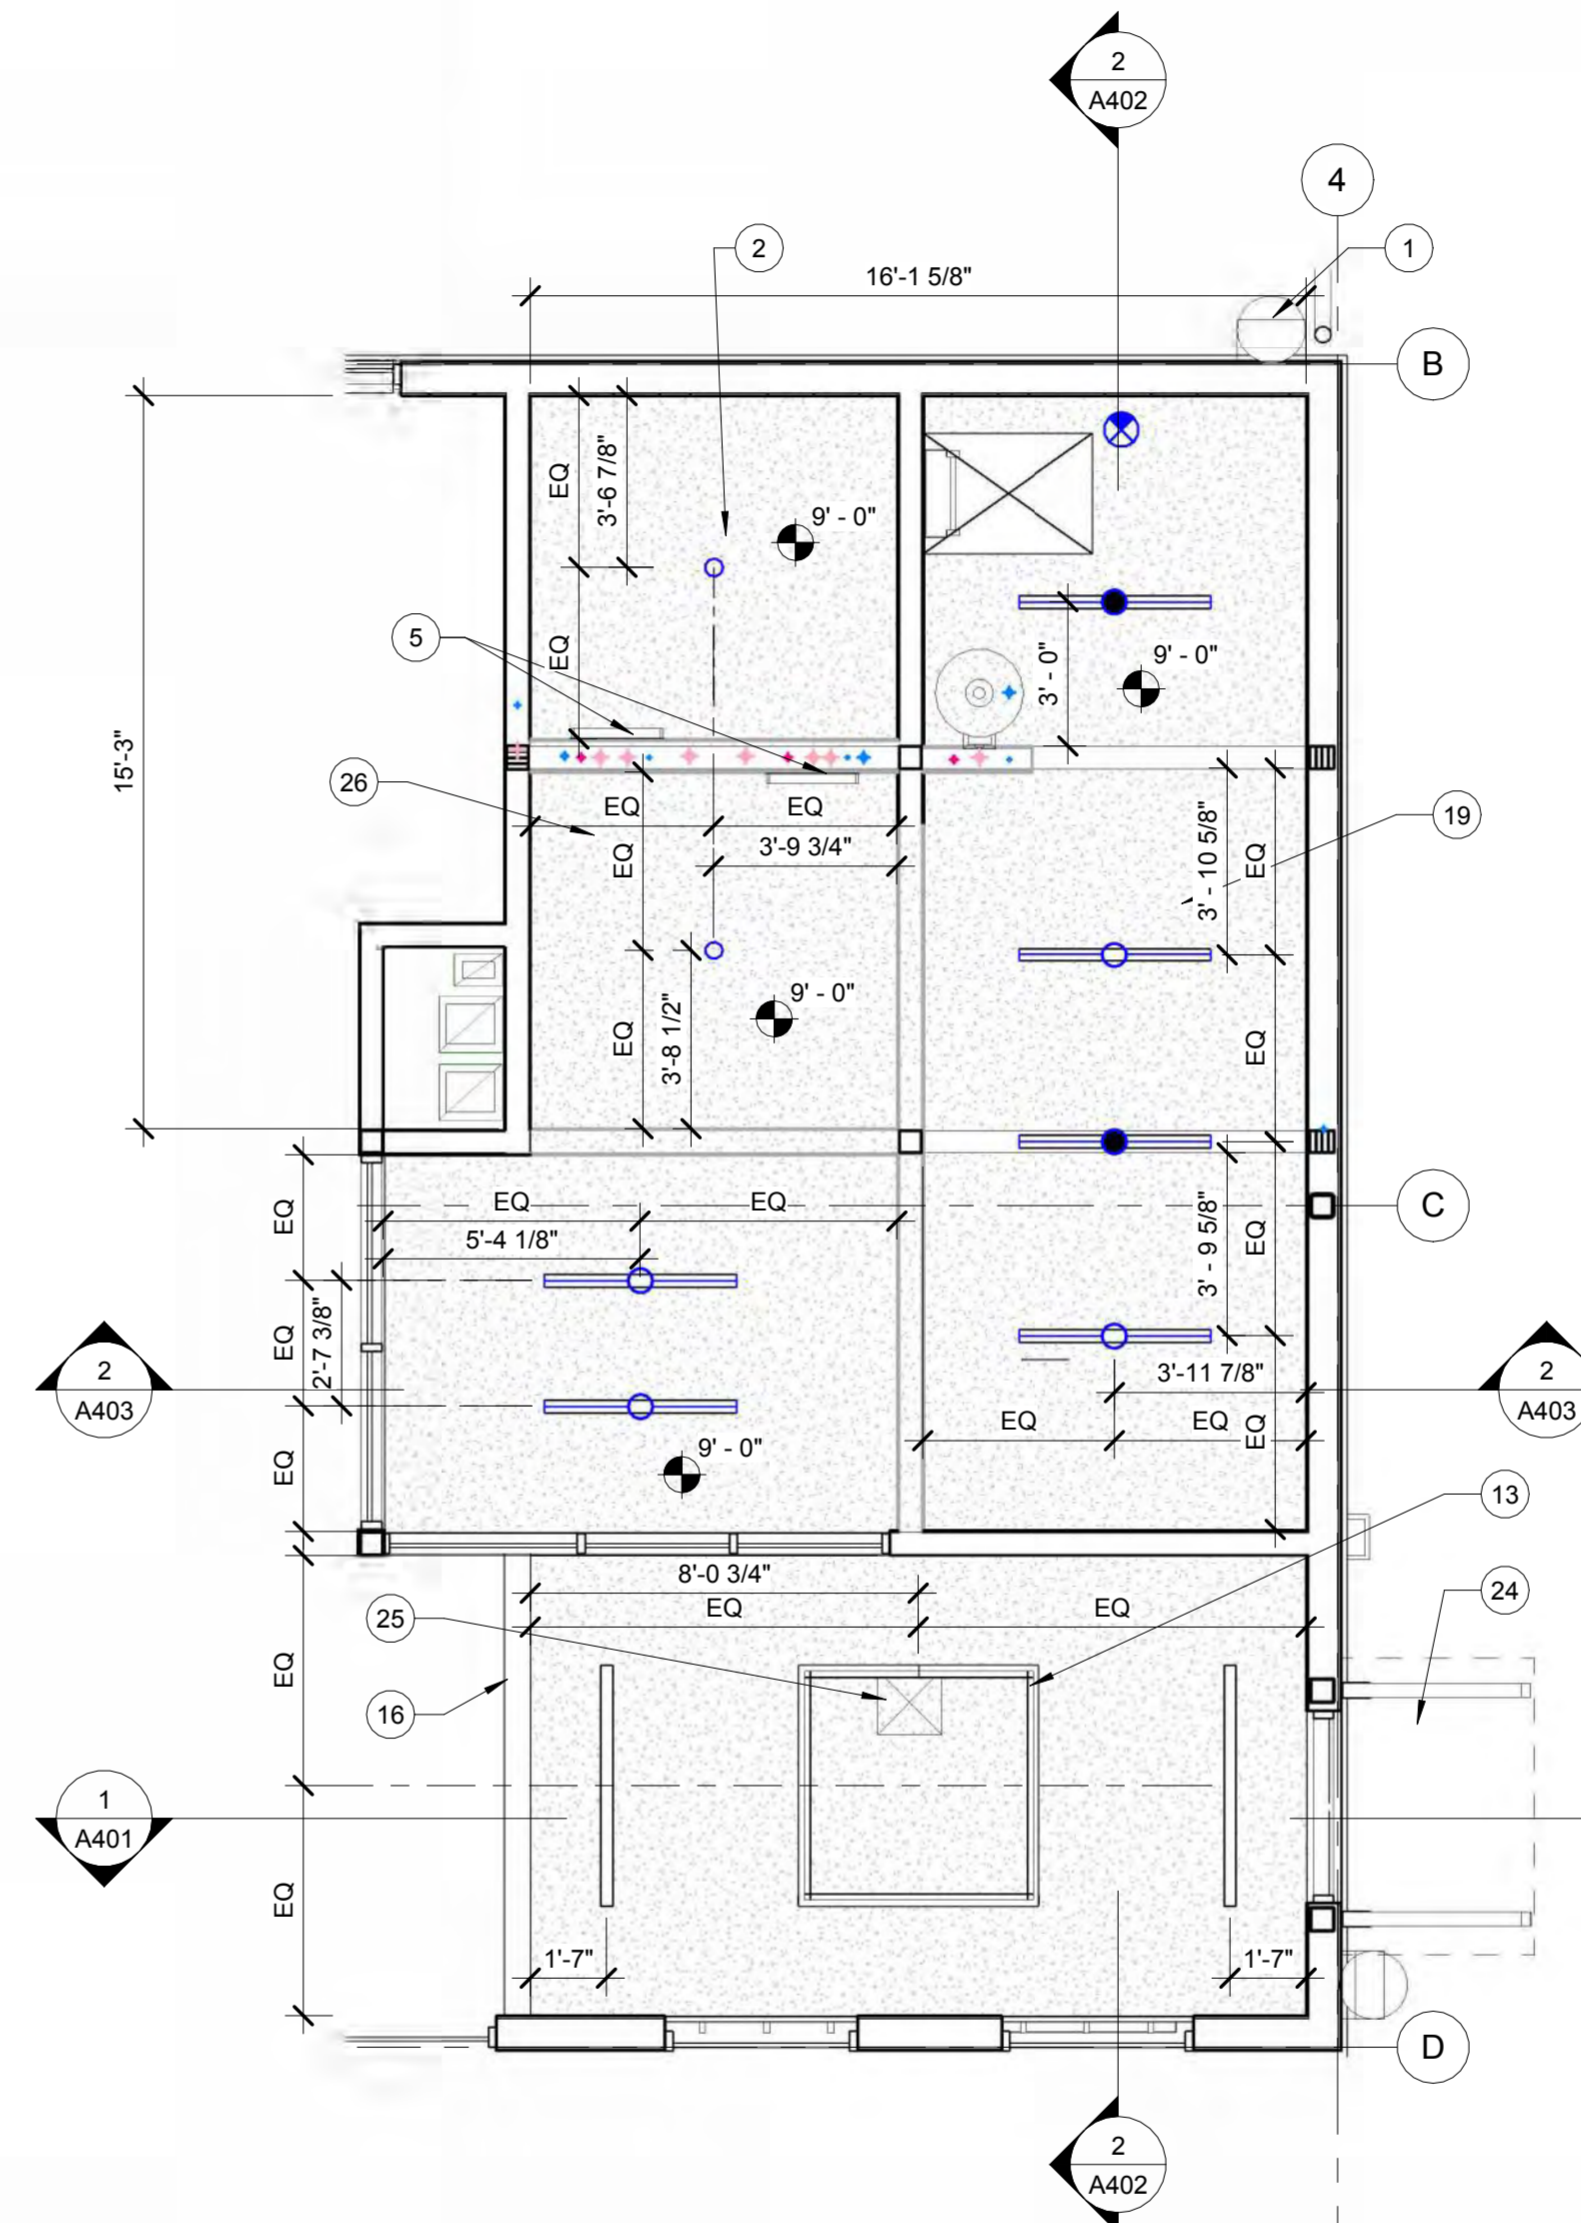 2
A402
4
2
1
16'-1 5/8"
B
EQ
3'-6 7/8"
9' - 0"
5
EQ
3' - 0"
9' - 0"
15'-3"
26
EQ
EQ
19
3'-9 3/4"
EQ
3' - 10 5/8"
EQ
9' - 0"
EQ
3'-8 1/2"
EQ
EQ
EQ
EQ
C
5'-4 1/8"
3' - 9 5/8"
EQ
EQ
2'-7 3/8"
2
A403
3'-11 7/8"
2
A403
EQ
EQ
EQ
9' - 0"
EQ
13
8'-0 3/4"
24
25
EQ
EQ
EQ
16
1
A401
EQ
1'-7"
1'-7"
D
2
A402